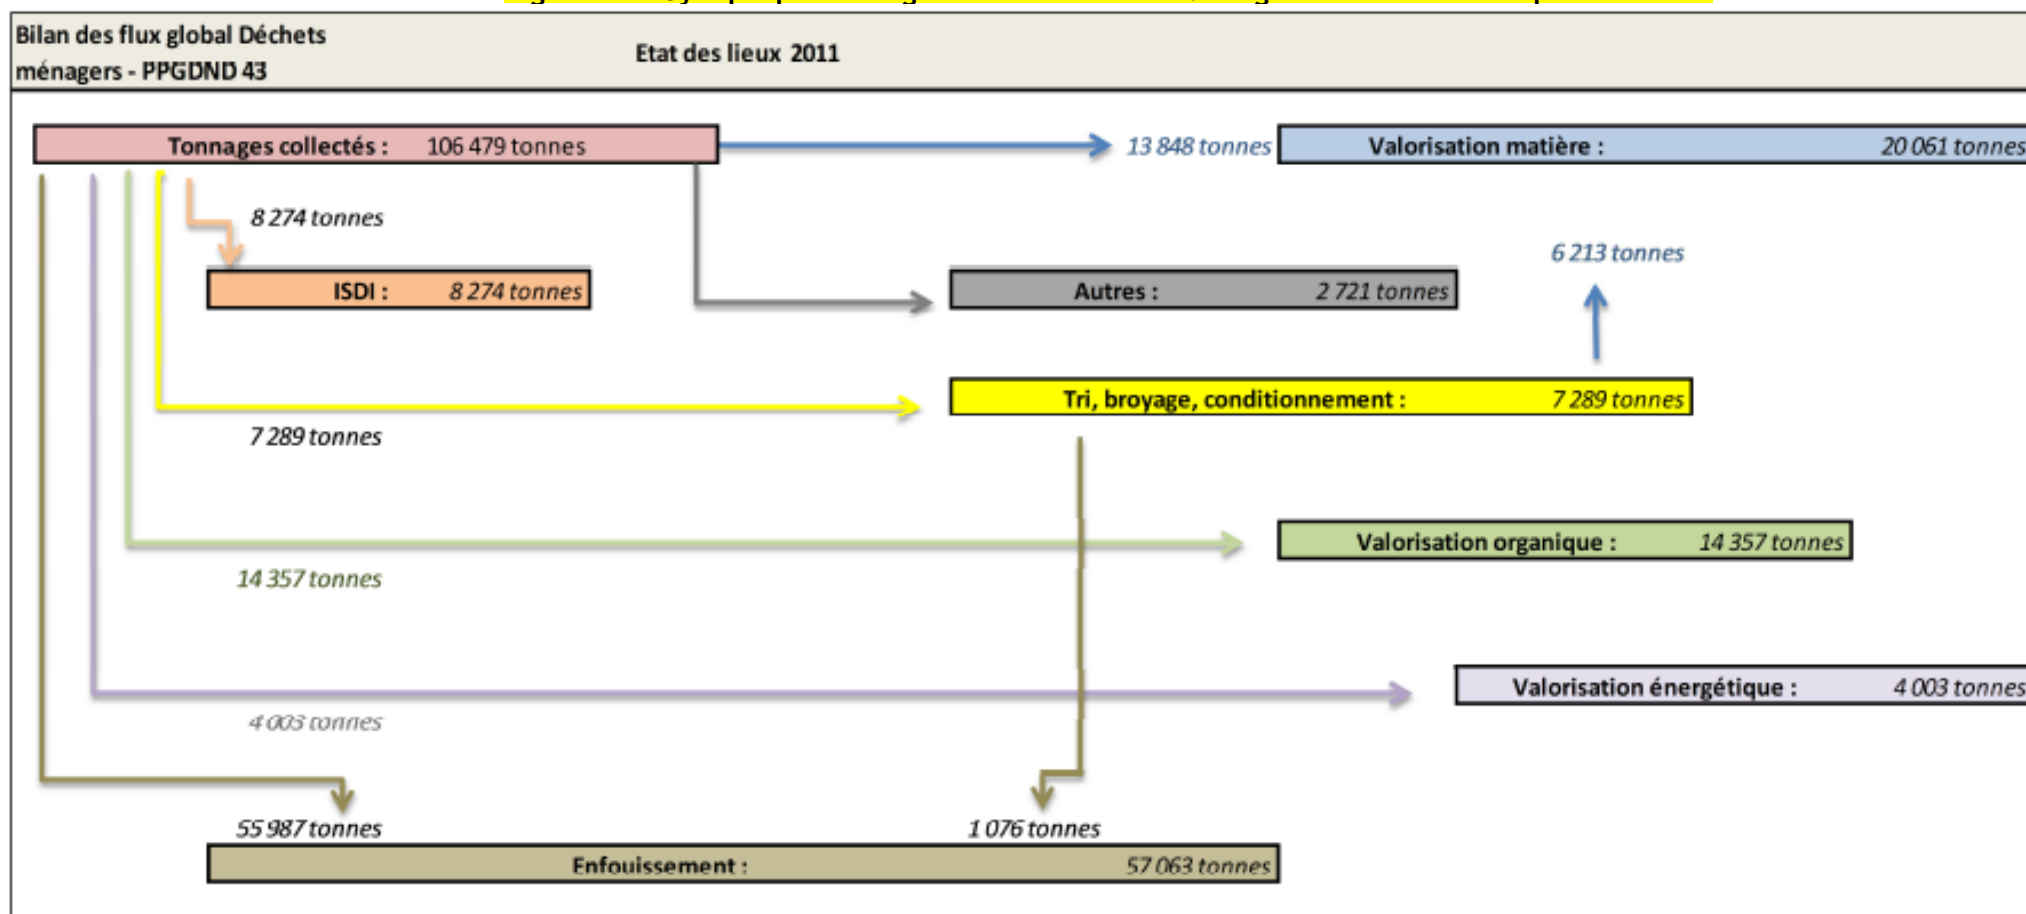 Bilan des flux global Déchets
ménagers - PPGDND 43
Etat des lieux 2011
Tonnages collectés : 106 479 tonnes
13 848 tonnes
Valorisation matière : 20 061 tonnes
8 274 tonnes
6 213 tonnes
ISDI : 8 274 tonnes
Autres : 2 721 tonnes
Tri, broyage, conditionnement : 7 289 tonnes
7 289 tonnes
Valorisation organique : 14 357 tonnes
14 357 tonnes
Valorisation énergétique : 4 003 tonnes
4 003 tonnes
55 987 tonnes
1 076 tonnes
Enfouissement : 57 063 tonnes